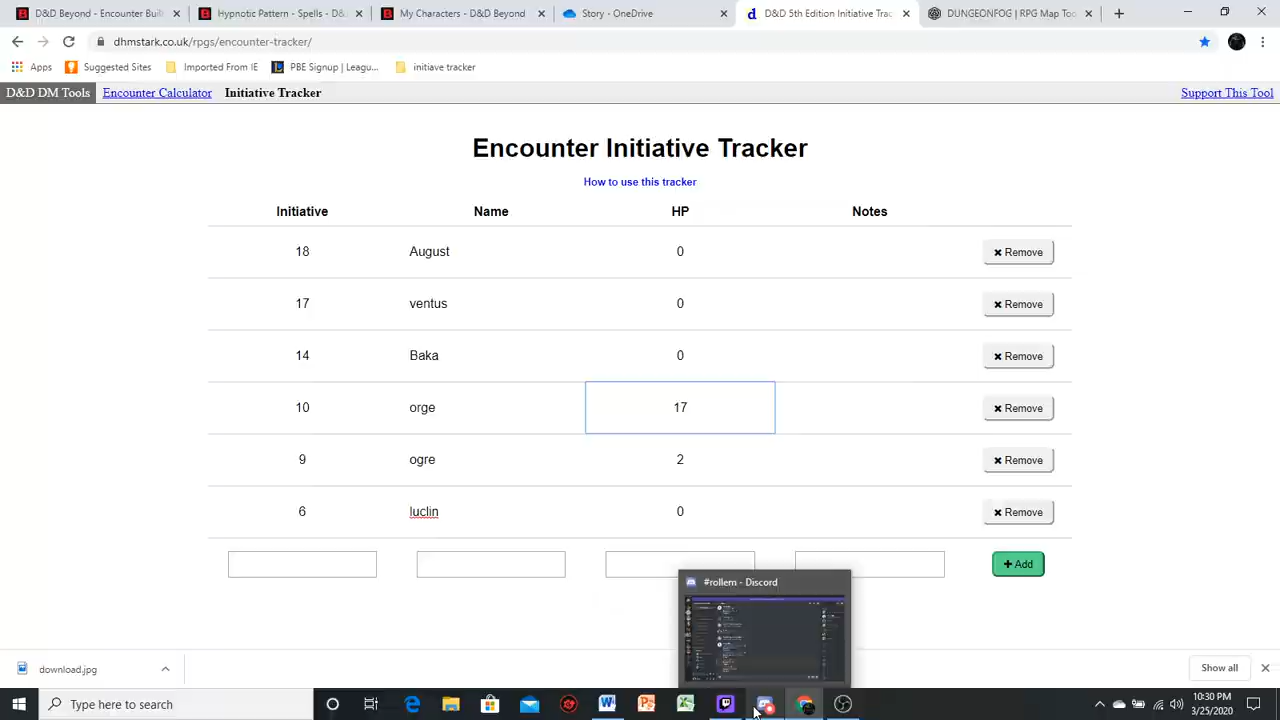 D&D Beyond - Encounter Buil
Hypnotic Pattern - Spells - D&
My Character
D Beyond
Story - OneDrive
D&D 5th Edition Initiative Trac
DUNGEONFOG | RPG Map Too
dhmstark.co.uk/rpgs/encounter-tracker/
Apps
Suggested Sites
Imported From IE
PBE Signup | Leagu...
initiave tracker
D&D DM Tools
Encounter Calculator
Initiative Tracker
Support This Tool
Encounter Initiative Tracker
How to use this tracker
Initiative Name HP Notes
18 August 0 × Remove
17 ventus 0 × Remove
14 Baka 0 × Remove
10 orge 17 × Remove
9 ogre 2 × Remove
6 luclin 0 × Remove
+ Add
#rollem - Discord
download.jpg
Show all
Type here to search
10:30 PM
3/25/2020